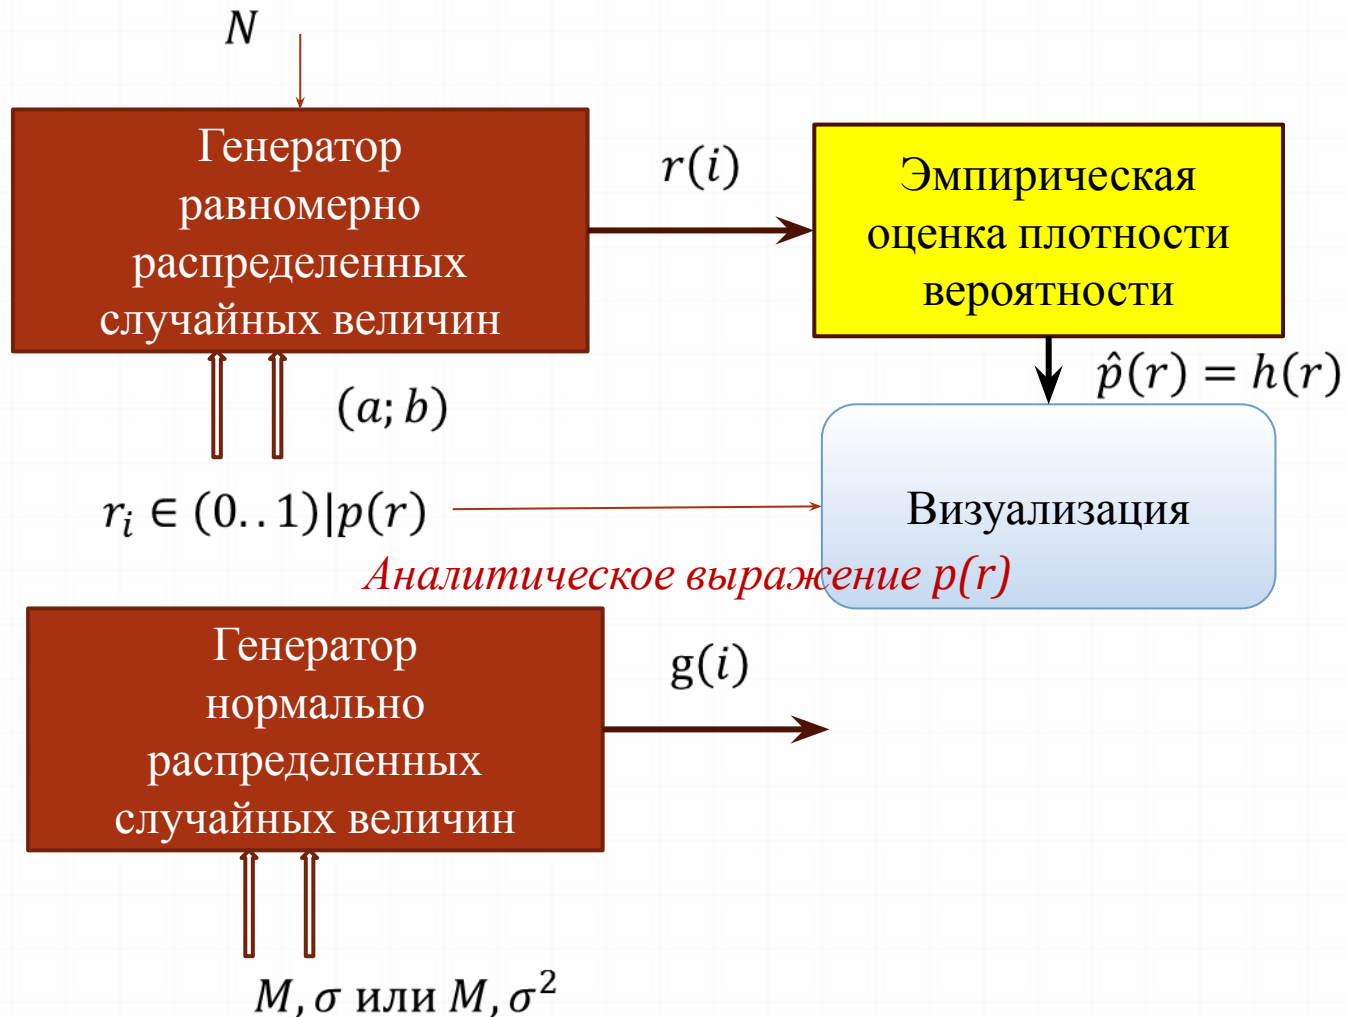 N
Генератор
равномерно
распределенных
случайных величин
r(i)
Эмпирическая
оценка плотности
вероятности
p̂(r) = h(r)
(a; b)
r_i ∈ (0..1)|p(r)
Визуализация
Аналитическое выражение p(r)
Генератор
нормально
распределенных
случайных величин
g(i)
M, σ или M, σ²